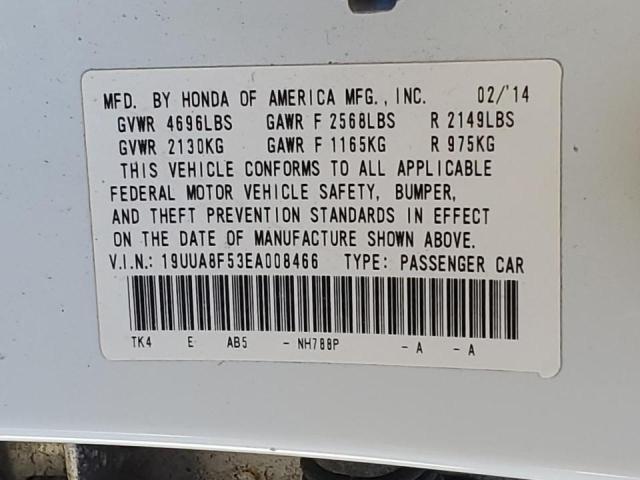 MFD. BY HONDA OF AMERICA MFG., INC. 02/'14
GVWR 4696LBS GAWR F 2568LBS R 2149LBS
GVWR 2130KG GAWR F 1165KG R 975KG
THIS VEHICLE CONFORMS TO ALL APPLICABLE
FEDERAL MOTOR VEHICLE SAFETY, BUMPER,
AND THEFT PREVENTION STANDARDS IN EFFECT
ON THE DATE OF MANUFACTURE SHOWN ABOVE.
V.I.N.: 19UUA8F53EA008466 TYPE: PASSENGER CAR
TK4 E AB5 - NH788P - A - A